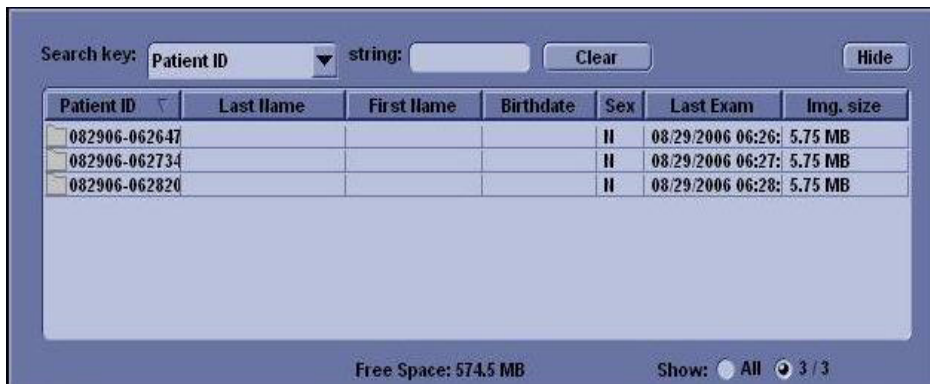 Search key: Patient ID string: Clear Hide
Patient ID Last Name First Name Birthdate Sex Last Exam Img. size
082906-062647 N 08/29/2006 06:26: 5.75 MB
082906-062734 N 08/29/2006 06:27: 5.75 MB
082906-062820 N 08/29/2006 06:28: 5.75 MB
Free Space: 574.5 MB Show: All 3 / 3